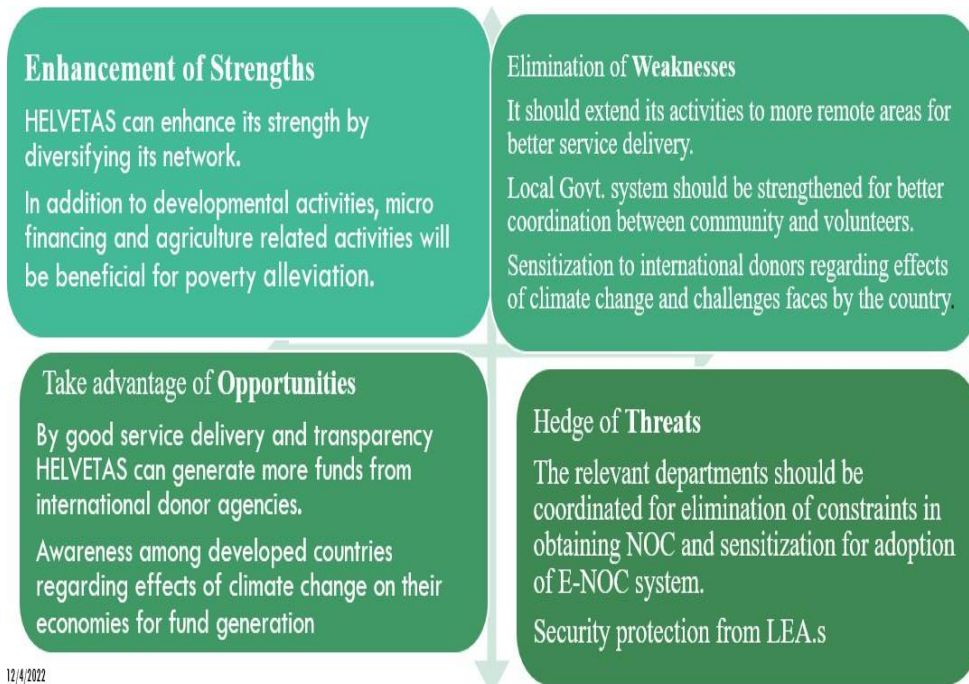 Enhancement of Strengths
HELVETAS can enhance its strength by
diversifying its network.
In addition to developmental activities, micro
financing and agriculture related activities will
be beneficial for poverty alleviation.
Elimination of Weaknesses
It should extend its activities to more remote areas for
better service delivery.
Local Govt. system should be strengthened for better
coordination between community and volunteers.
Sensitization to international donors regarding effects
of climate change and challenges faces by the country.
Take advantage of Opportunities
By good service delivery and transparency
HELVETAS can generate more funds from
international donor agencies.
Awareness among developed countries
regarding effects of climate change on their
economies for fund generation
Hedge of Threats
The relevant departments should be
coordinated for elimination of constraints in
obtaining NOC and sensitization for adoption
of E-NOC system.
Security protection from LEA.s
12/4/2022